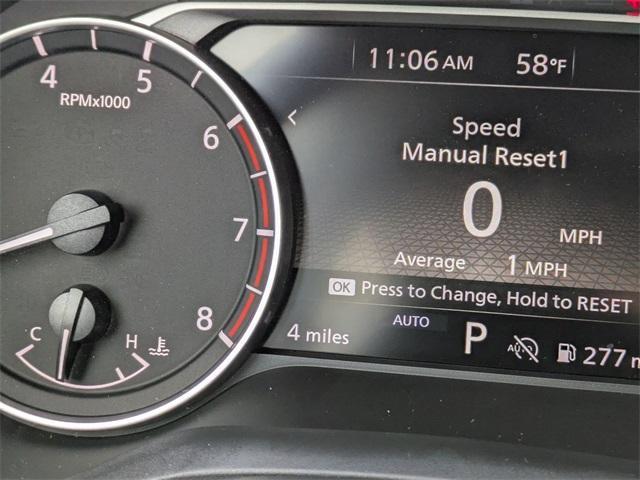 11:06 AM 58°F
4 5
RPMx1000
6
Speed
Manual Reset1
0 MPH
7
Average 1 MPH
OK Press to Change, Hold to RESET
8
C H
4 miles AUTO P AUTO 277